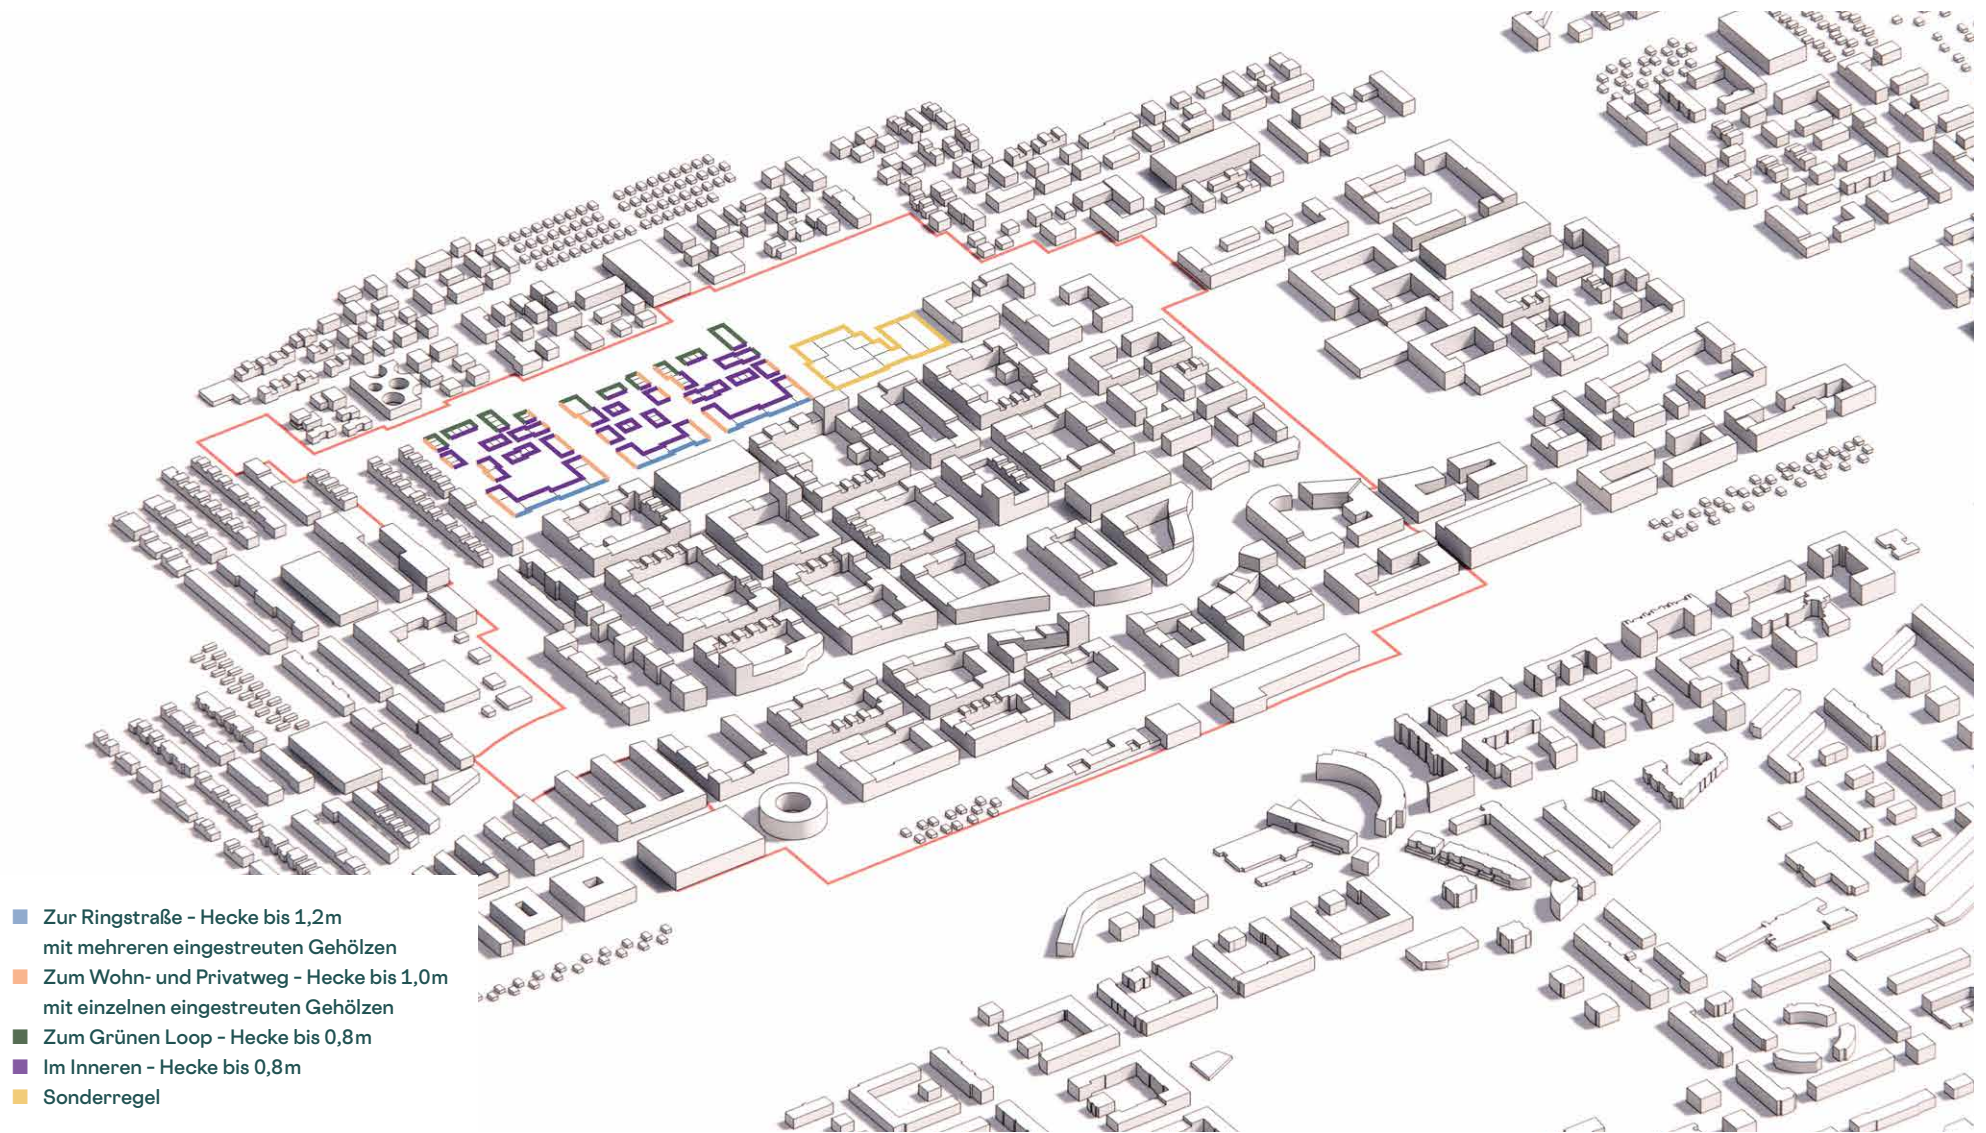 Zur Ringstraße – Hecke bis 1,2m
mit mehreren eingestreuten Gehölzen
Zum Wohn- und Privatweg – Hecke bis 1,0m
mit einzelnen eingestreuten Gehölzen
Zum Grünen Loop – Hecke bis 0,8m
Im Inneren – Hecke bis 0,8m
Sonderregel